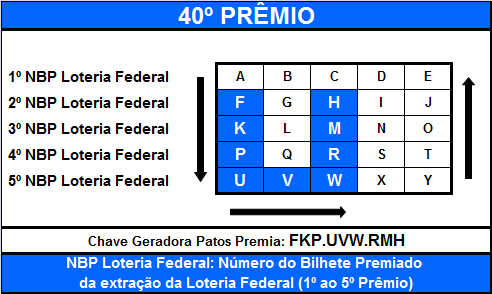 40º PRÊMIO
1º NBP Loteria Federal A B C D E
2º NBP Loteria Federal F G H I J
3º NBP Loteria Federal K L M N O
4º NBP Loteria Federal P Q R S T
5º NBP Loteria Federal U V W X Y
Chave Geradora Patos Premia: FKP.UVW.RMH
NBP Loteria Federal: Número do Bilhete Premiado
da extração da Loteria Federal (1º ao 5º Prêmio)